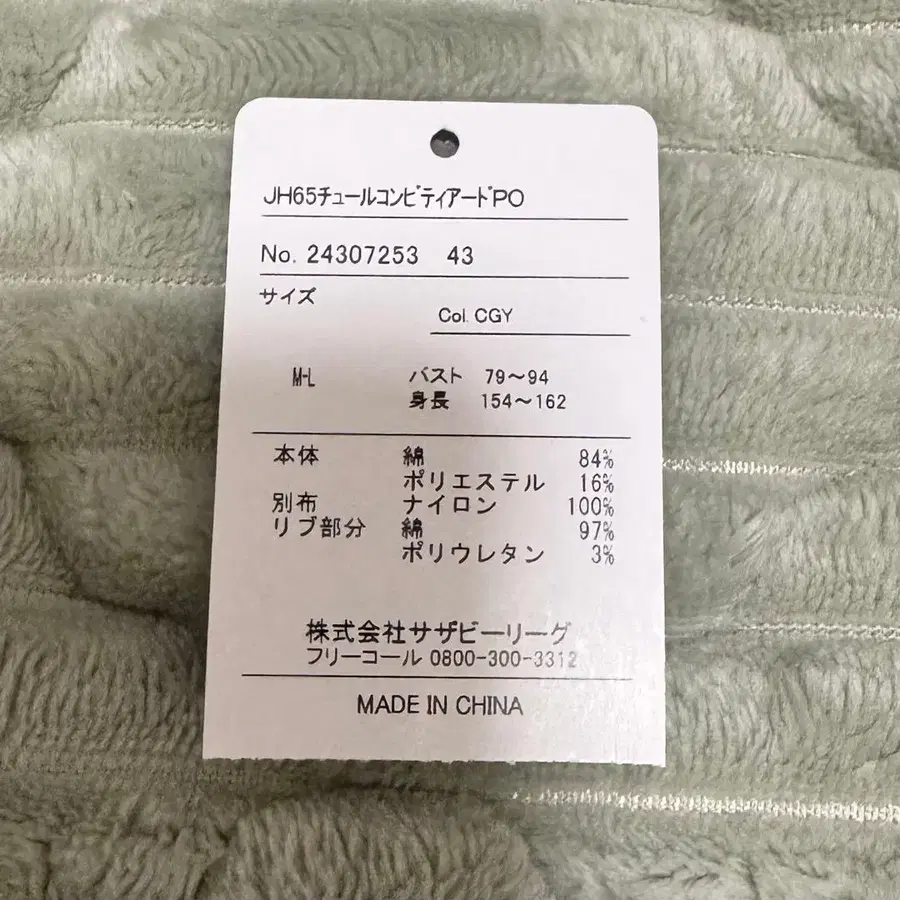 JH65チュールコンビティアードPO
No. 24307253 43
サイズ
Col. CGY
M-L バスト 79～94
身長 154～162
本体 綿 84%
ポリエステル 16%
別布 ナイロン 100%
リブ部分 綿 97%
ポリウレタン 3%
株式会社サザビーリーグ
フリーコール 0800-300-3312
MADE IN CHINA